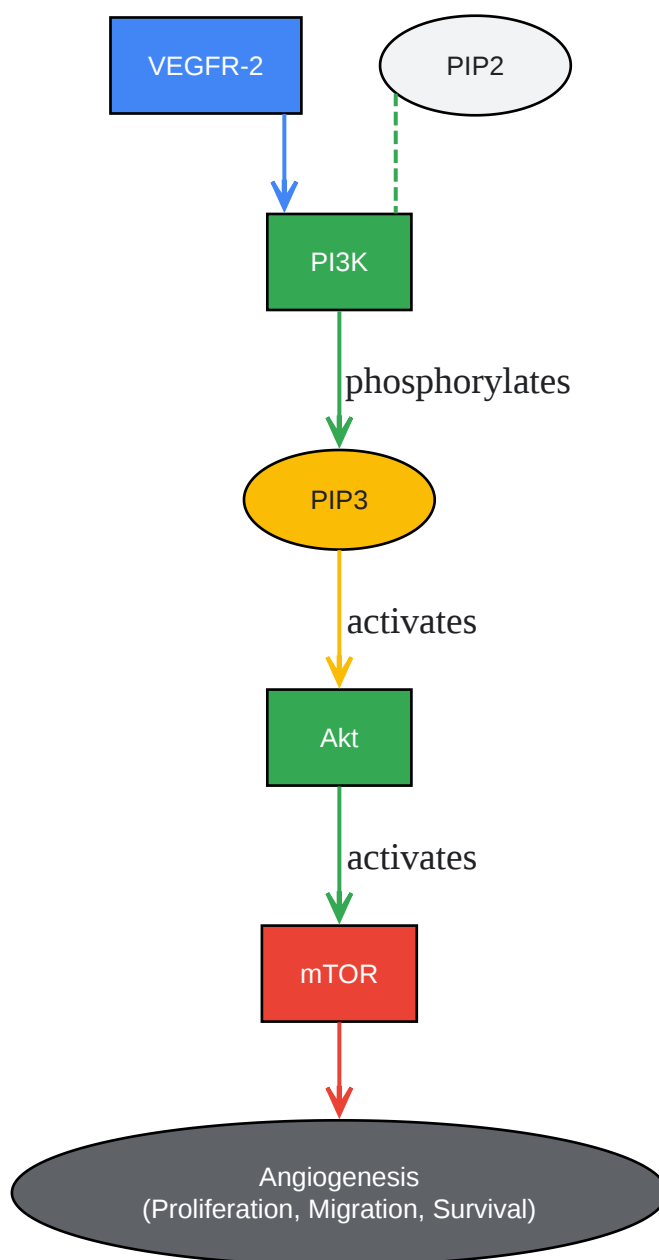 VEGFR-2
PIP2
PI3K
phosphorylates
PIP3
activates
Akt
activates
mTOR
Angiogenesis
(Proliferation, Migration, Survival)